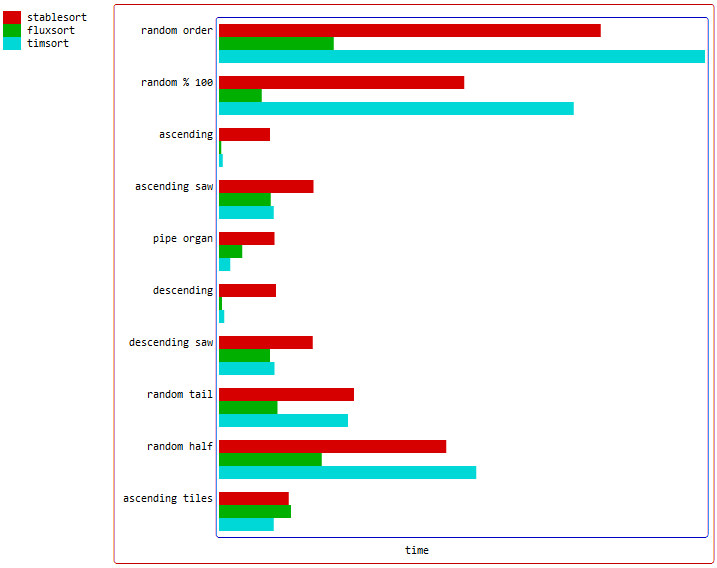 stablesort
fluxsort
timsort
random order
random % 100
ascending
ascending saw
pipe organ
descending
descending saw
random tail
random half
ascending tiles
time